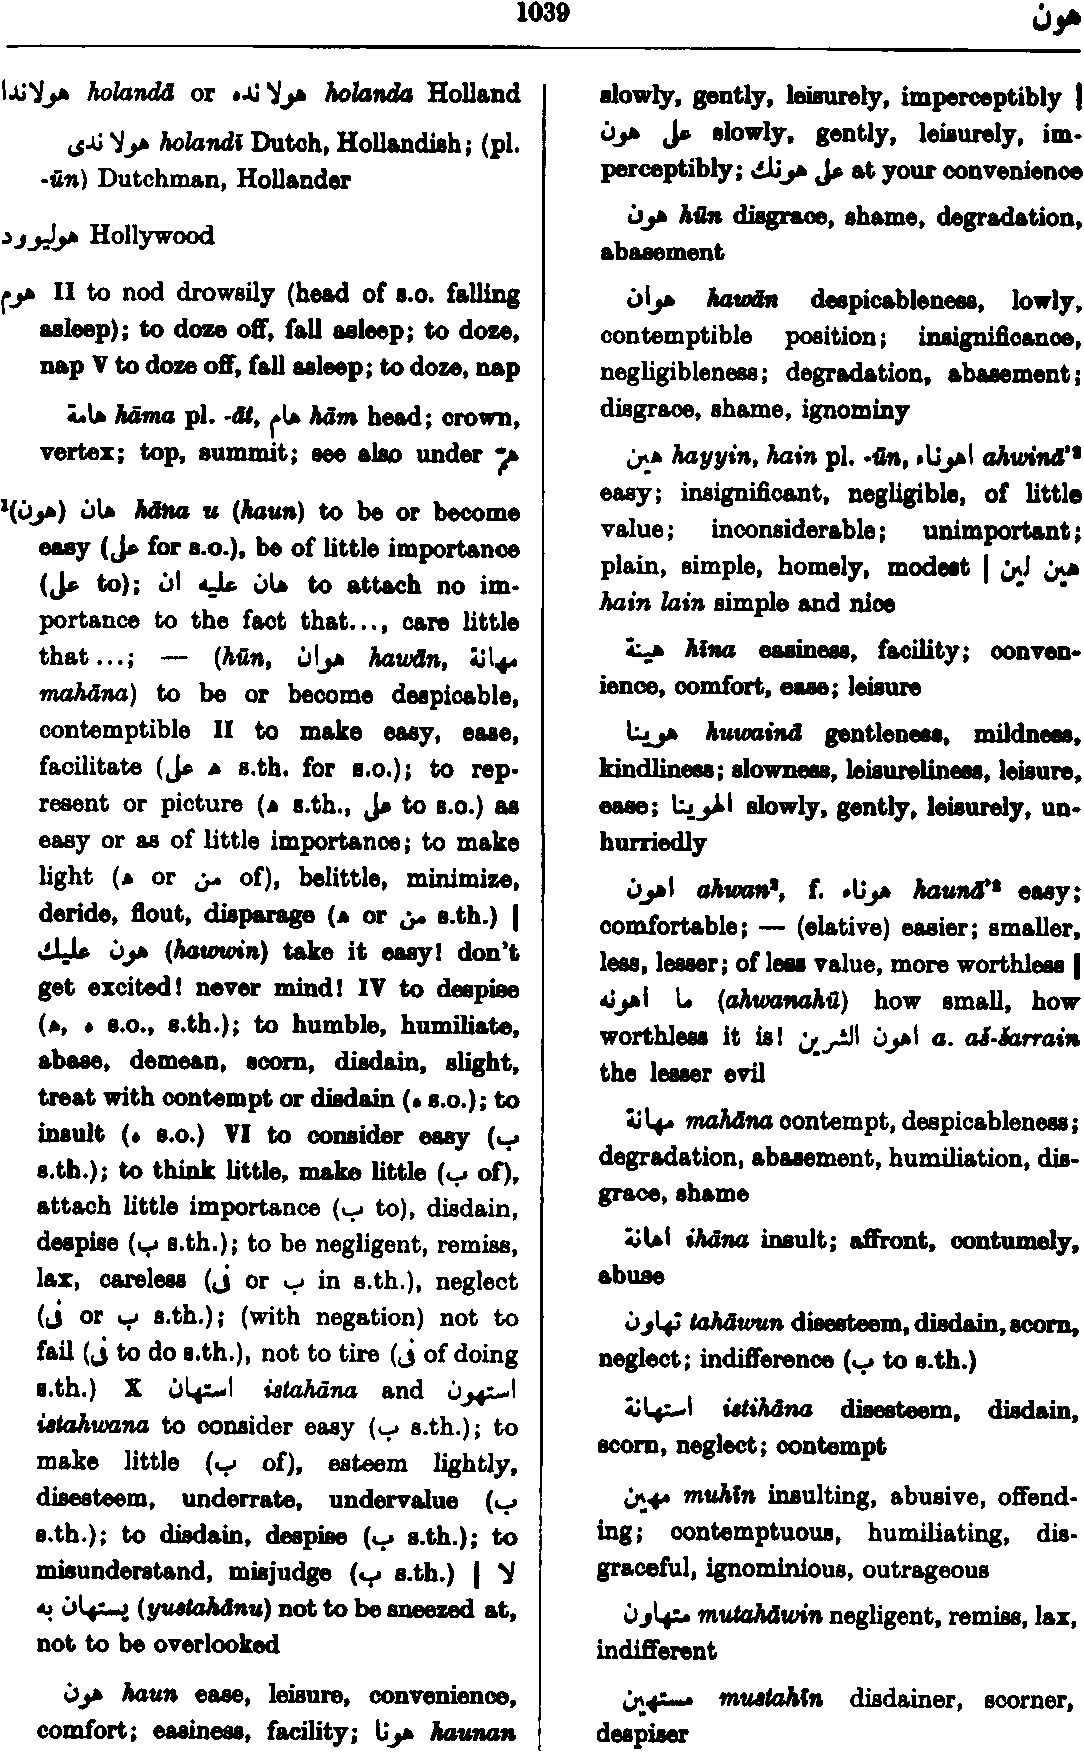 1039
هون
هولاندا holandā or هولانده holanda Holland
هولاندى holandī Dutch, Hollandish; (pl.
-ūn) Dutchman, Hollander
هوليوود Hollywood
هوم II to nod drowsily (head of s.o. falling
asleep); to doze off, fall asleep; to doze,
nap V to doze off, fall asleep; to doze, nap
هامة hāma pl. -āt, هام hām head; crown,
vertex; top, summit; see also under هم
¹(هون) هان hāna u (haun) to be or become
easy (على for s.o.), be of little importance
(على to); هان عليه ان to attach no im-
portance to the fact that..., care little
that ...; — (hūn, هوان hawān, مهانة
mahāna) to be or become despicable,
contemptible II to make easy, ease,
facilitate (على ه s.th. for s.o.); to rep-
resent or picture (ه s.th., على to s.o.) as
easy or as of little importance; to make
light (ه or من of), belittle, minimize,
deride, flout, disparage (ه or من s.th.) |
هون عليك (hawwin) take it easy! don't
get excited! never mind! IV to despise
(ه, ه s.o., s.th.); to humble, humiliate,
abase, demean, scorn, disdain, slight,
treat with contempt or disdain (ه s.o.); to
insult (ه s.o.) VI to consider easy (ب
s.th.); to think little, make little (ب of),
attach little importance (ب to), disdain,
despise (ب s.th.); to be negligent, remiss,
lax, careless (فى or ب in s.th.), neglect
(فى or ب s.th.); (with negation) not to
fail (فى to do s.th.), not to tire (فى of doing
s.th.) X استهان istahāna and استهون
istahwana to consider easy (ب s.th.); to
make little (ب of), esteem lightly,
disesteem, underrate, undervalue (ب
s.th.); to disdain, despise (ب s.th.); to
misunderstand, misjudge (ب s.th.) | لا
يستهان به (yustahānu) not to be sneezed at,
not to be overlooked
هون haun ease, leisure, convenience,
comfort; easiness, facility; هونا haunan
slowly, gently, leisurely, imperceptibly |
على هون slowly, gently, leisurely, im-
perceptibly; على هونك at your convenience
هون hūn disgrace, shame, degradation,
abasement
هوان hawān despicableness, lowly,
contemptible position; insignificance,
negligibleness; degradation, abasement;
disgrace, shame, ignominy
هين hayyin, hain pl. -ūn, اهوناء ahwinā'²
easy; insignificant, negligible, of little
value; inconsiderable; unimportant;
plain, simple, homely, modest | هين لين
hain lain simple and nice
هينة hīna easiness, facility; conven-
ience, comfort, ease; leisure
هوينا huwainā gentleness, mildness,
kindliness; slowness, leisureliness, leisure,
ease; الهوينا slowly, gently, leisurely, un-
hurriedly
اهون ahwan², f. هوناء haunā'² easy;
comfortable; — (elative) easier; smaller,
less, lesser; of less value, more worthless |
ما اهونه (ahwanahū) how small, how
worthless it is! اهون الشرين a. aš-šarrain
the lesser evil
مهانة mahāna contempt, despicableness;
degradation, abasement, humiliation, dis-
grace, shame
اهانة ihāna insult; affront, contumely,
abuse
تهاون tahāwun disesteem, disdain, scorn,
neglect; indifference (ب to s.th.)
استهانة istihāna disesteem, disdain,
scorn, neglect; contempt
مهين muhīn insulting, abusive, offend-
ing; contemptuous, humiliating, dis-
graceful, ignominious, outrageous
متهاون mutahāwin negligent, remiss, lax,
indifferent
مستهين mustahīn disdainer, scorner,
despiser